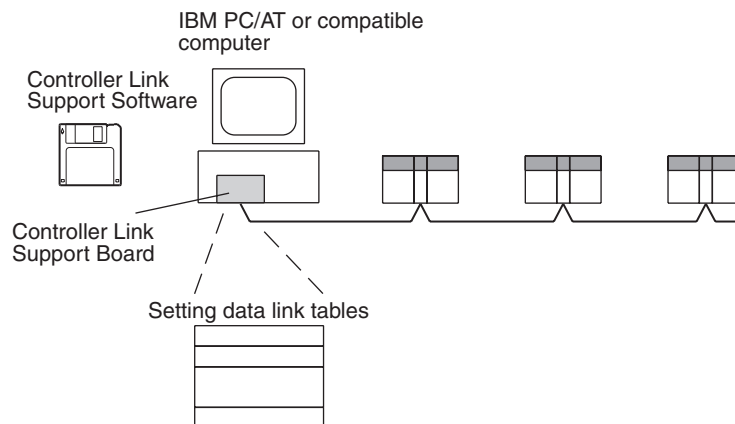 IBM PC/AT or compatible
computer
Controller Link
Support Software
Controller Link
Support Board
Setting data link tables